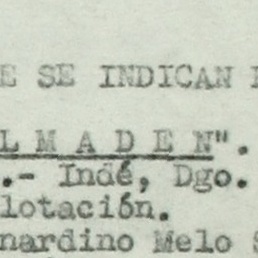 E SE INDICAN
L M A D E N".
.- Indé, Dgo.
lotación.
nardino Melo S